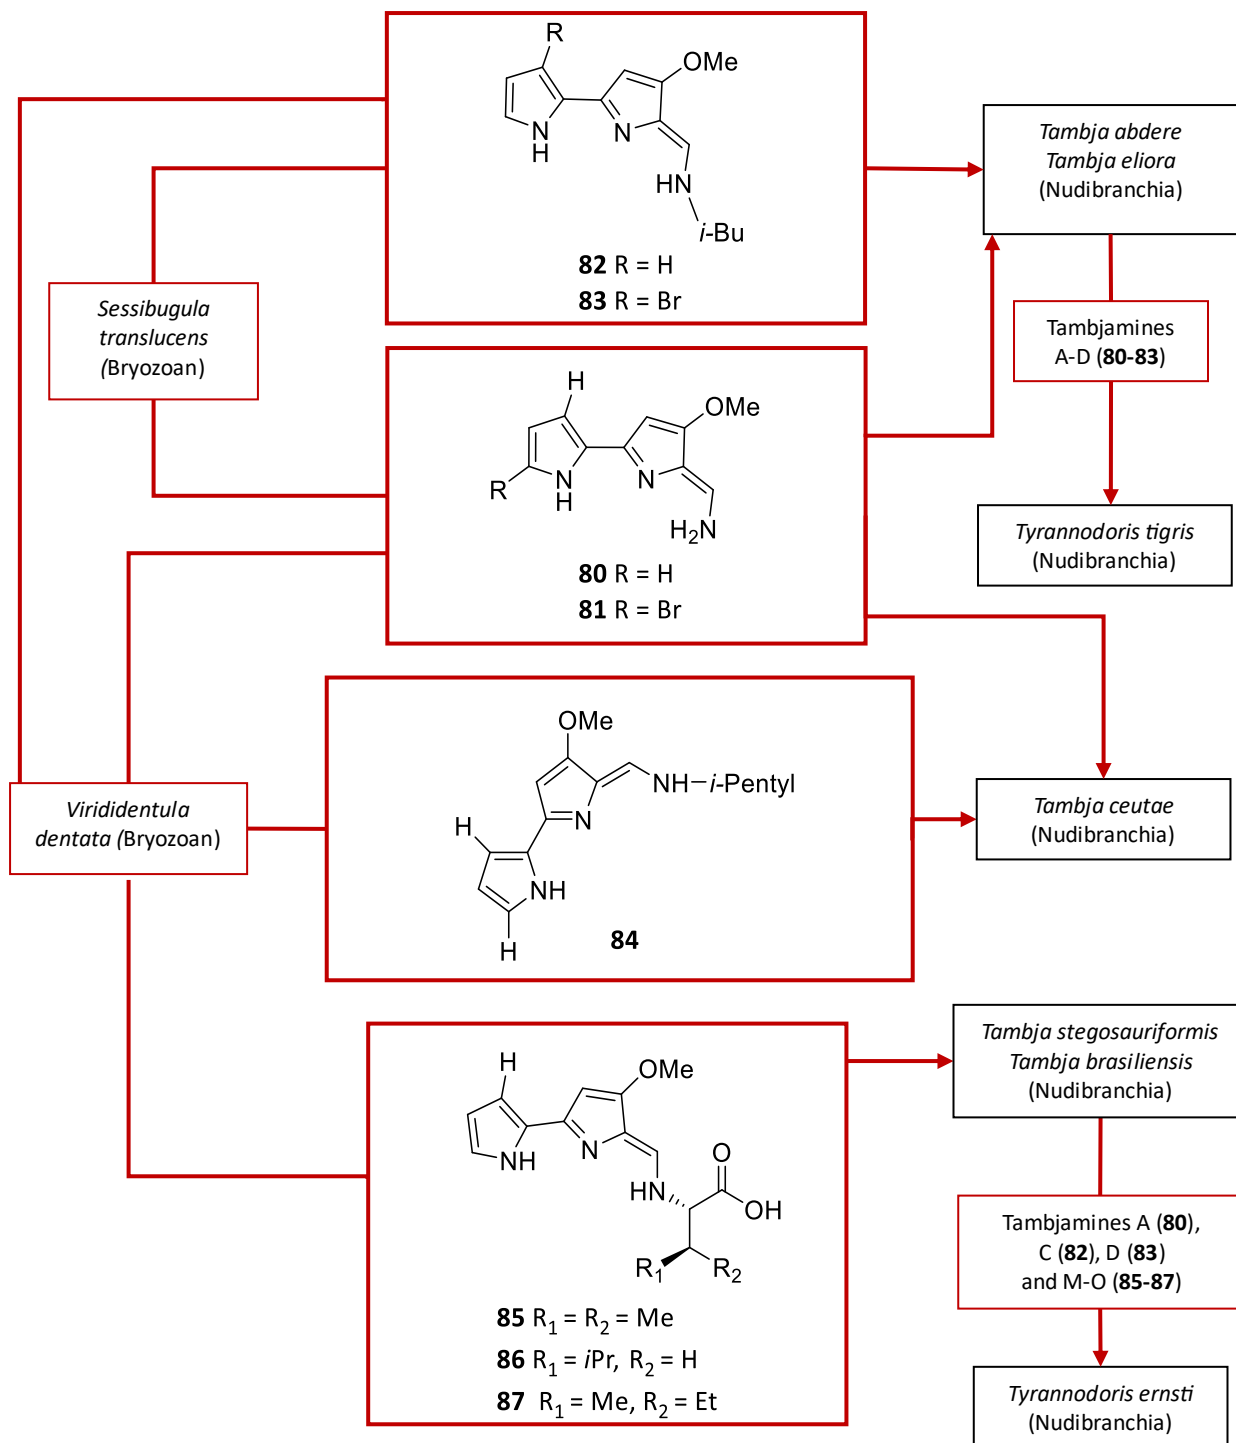 R
OMe
N
H
N
HN
i-Bu
82 R = H
83 R = Br
Tambja abdere
Tambja eliora
(Nudibranchia)
Sessibugula
translucens
(Bryozoan)
Tambjamines
A-D (80-83)
H
OMe
R
N
H
N
H2N
80 R = H
81 R = Br
Tyrannodoris tigris
(Nudibranchia)
OMe
NH-i-Pentyl
N
H
NH
H
84
Viridentula
dentata (Bryozoan)
Tambja ceutae
(Nudibranchia)
H
OMe
NH
N
HN
O
OH
R1
R2
85 R1 = R2 = Me
86 R1 = iPr, R2 = H
87 R1 = Me, R2 = Et
Tambja stegosauriformis
Tambja brasiliensis
(Nudibranchia)
Tambjamines A (80),
C (82), D (83)
and M-O (85-87)
Tyrannodoris ernsti
(Nudibranchia)